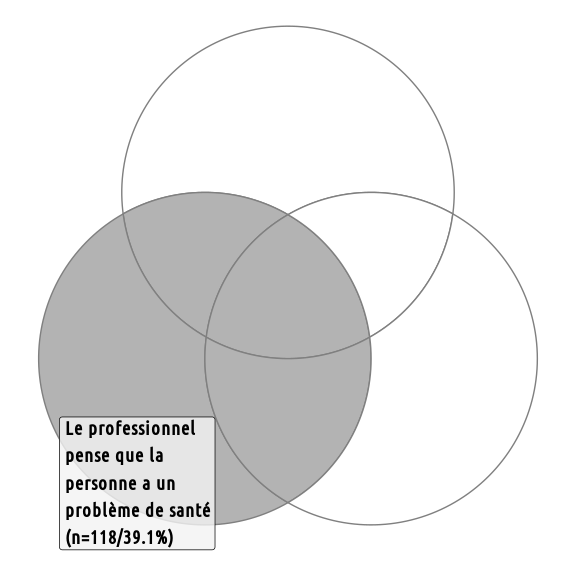 Le professionnel
pense que la
personne a un
problème de santé
(n=118/39.1%)